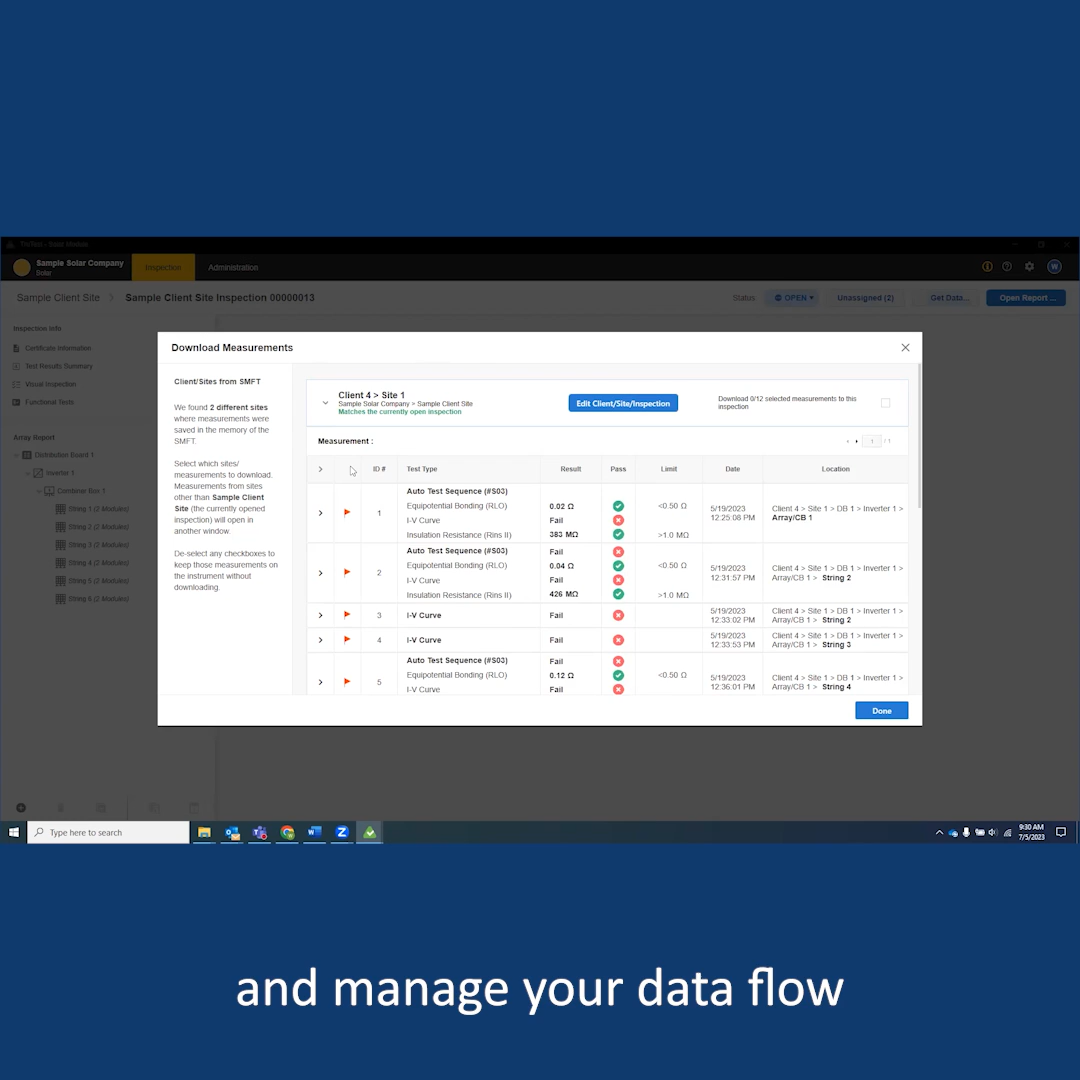 Sample Solar Company
Solar
Inspection
Administration
Sample Client Site > Sample Client Site Inspection 00000013
Status
OPEN
Unassigned (2)
Get Data...
Open Report ...
Inspection Info
Certificate Information
Test Results Summary
Visual Inspection
Functional Tests
Array Report
Distribution Board 1
Inverter 1
Combiner Box 1
String 1 (2 Modules)
String 2 (2 Modules)
String 3 (2 Modules)
String 4 (2 Modules)
String 5 (2 Modules)
String 6 (2 Modules)
Download Measurements
Client/Sites from SMFT
We found 2 different sites
where measurements were
saved in the memory of the
SMFT.
Select which sites/
measurements to download.
Measurements from sites
other than Sample Client
Site (the currently opened
inspection) will open in
another window.
De-select any checkboxes to
keep those measurements on
the instrument without
downloading.
Client 4 > Site 1
Sample Solar Company > Sample Client Site
Matches the currently open inspection
Edit Client/Site/Inspection
Download 0/12 selected measurements to this
inspection
Measurement :
1 / 1
ID # Test Type Result Pass Limit Date Location
1
Auto Test Sequence (#S03)
Equipotential Bonding (RLO) 0.02 Ω <0.50 Ω
I-V Curve Fail
Insulation Resistance (Rins II) 383 MΩ >1.0 MΩ
5/19/2023
12:25:08 PM
Client 4 > Site 1 > DB 1 > Inverter 1 >
Array/CB 1
2
Auto Test Sequence (#S03) Fail
Equipotential Bonding (RLO) 0.04 Ω <0.50 Ω
I-V Curve Fail
Insulation Resistance (Rins II) 426 MΩ >1.0 MΩ
5/19/2023
12:31:57 PM
Client 4 > Site 1 > DB 1 > Inverter 1 >
Array/CB 1 > String 2
3 I-V Curve Fail
5/19/2023
12:33:02 PM
Client 4 > Site 1 > DB 1 > Inverter 1 >
Array/CB 1 > String 2
4 I-V Curve Fail
5/19/2023
12:33:53 PM
Client 4 > Site 1 > DB 1 > Inverter 1 >
Array/CB 1 > String 3
5
Auto Test Sequence (#S03) Fail
Equipotential Bonding (RLO) 0.12 Ω <0.50 Ω
I-V Curve Fail
5/19/2023
12:36:01 PM
Client 4 > Site 1 > DB 1 > Inverter 1 >
Array/CB 1 > String 4
Done
Type here to search
9:30 AM
7/5/2023
and manage your data flow